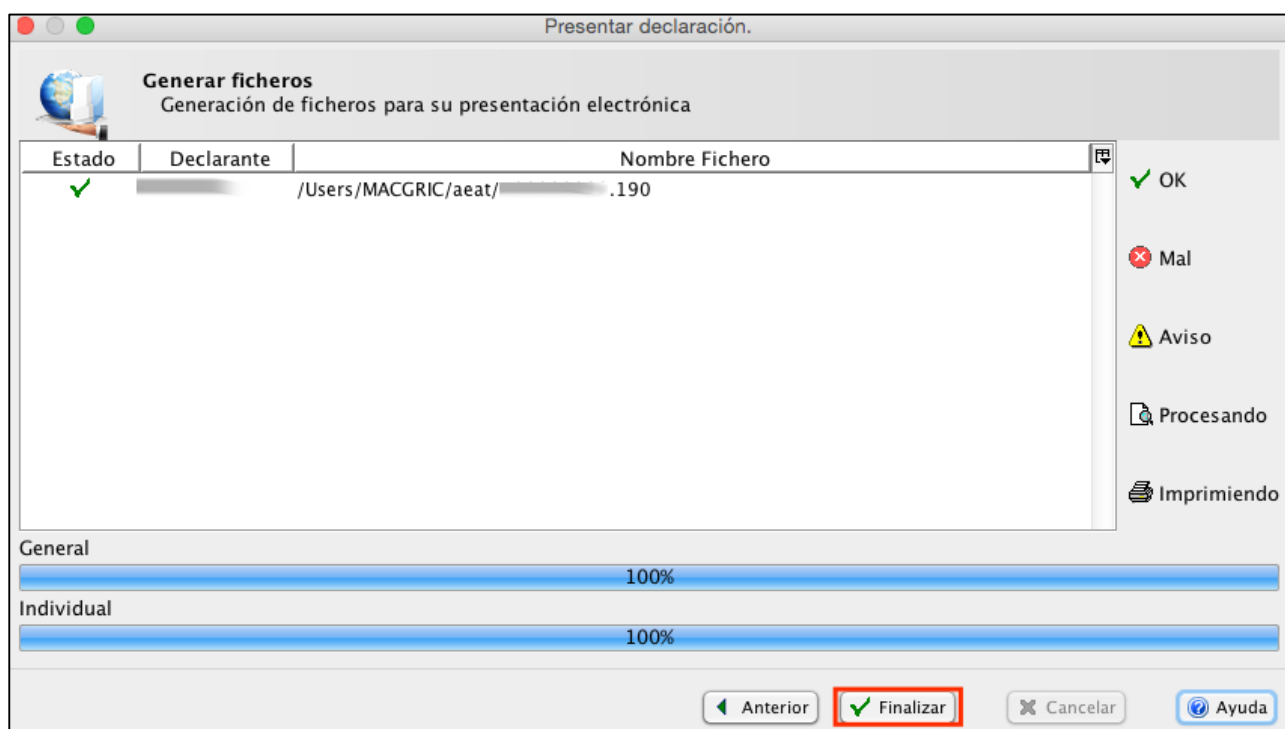 Presentar declaración.
Generar ficheros
Generación de ficheros para su presentación electrónica
Estado Declarante Nombre Fichero
/Users/MACGRIC/aeat/ .190
OK
Mal
Aviso
Procesando
Imprimiendo
General
100%
Individual
100%
Anterior Finalizar Cancelar Ayuda